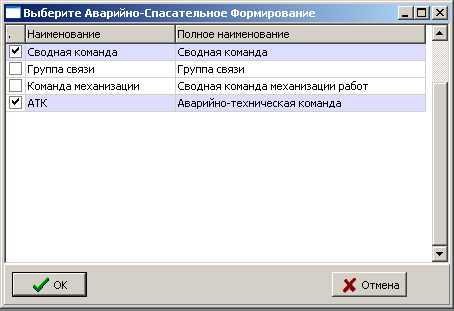 Выберите Аварийно-Спасательное Формирование
. Наименование Полное наименование
Сводная команда Сводная команда
Группа связи Группа связи
Команда механизации Сводная команда механизации работ
АТК Аварийно-техническая команда
ОК Отмена